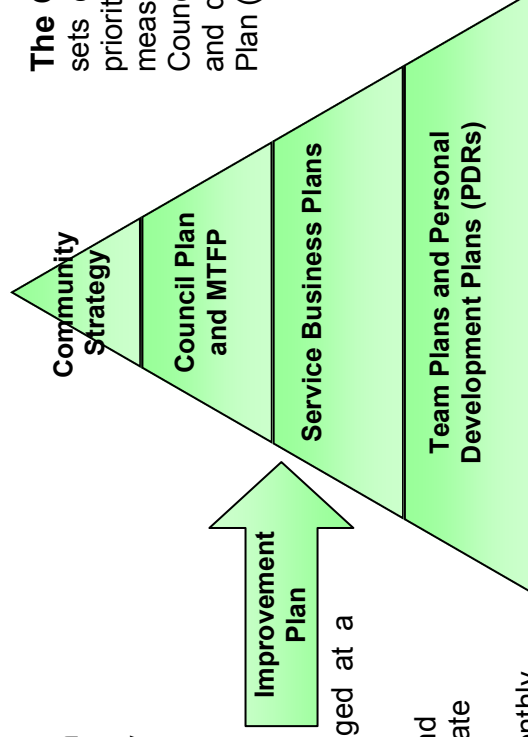 The C
sets
priorit
meas
Counc
and c
Plan (
Community
Strategy
Council Plan
and MTFP
Service Business Plans
Team Plans and Personal
Development Plans (PDRs)
Improvement
Plan
ged at a
nd
ate
nthly